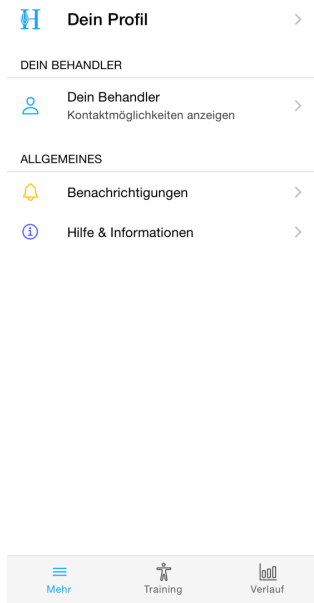 Dein Profil
DEIN BEHANDLER
Dein Behandler
Kontaktmöglichkeiten anzeigen
ALLGEMEINES
Benachrichtigungen
Hilfe & Informationen
Mehr Training Verlauf